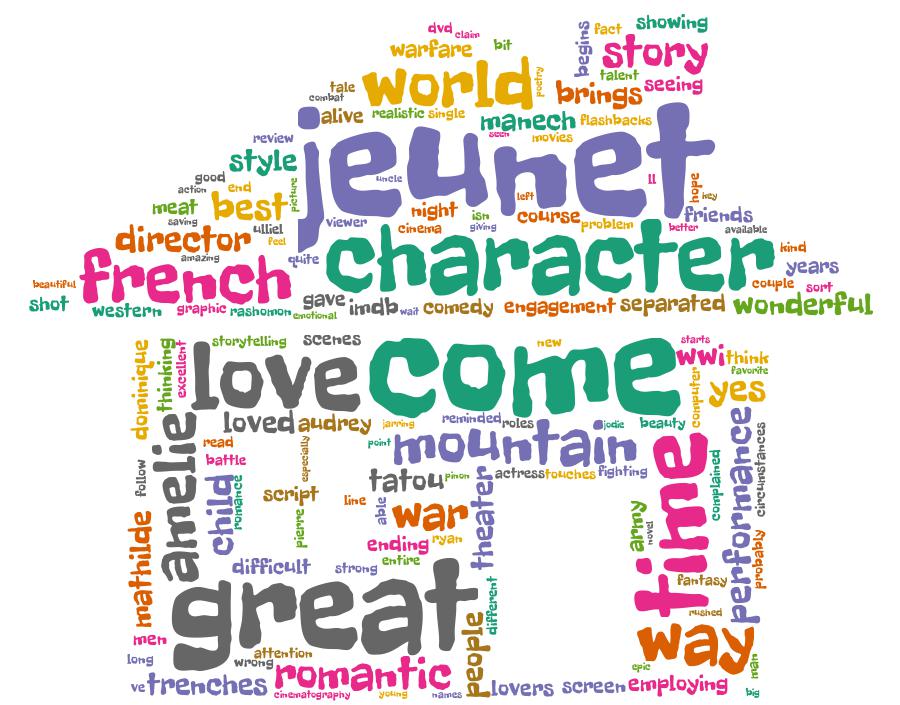 dvd claim showing
warfare bit begins fact story
tale world poetry talent seeing
combat brings
alive realistic single manech flashbacks
review jeunet seen movies
style
good uncle ll hope
action end picture left key
meat best night isn course friends
saving ulliel viewer giving problem better available
director feel cinema character kind
amazing quite years
french couple sort
beautiful gave
shot western graphic rashomon emotional imdb wait comedy engagement separated wonderful
storytelling scenes new starts
dominique thinking excellent love come wwi think
favorite
computer yes
loved audrey jarring reminded roles jodie beauty
amelie read especially point mountain time performance circumstances
follow battle tatou pinon actress touches fighting complained
child romance script line able war theater army novel
mathilde pierre ryan probably
ending
difficult strong entire fantasy
great different rushed
men people way
attention
long wrong romantic epic man
ve trenches cinematography young names lovers screen employing big